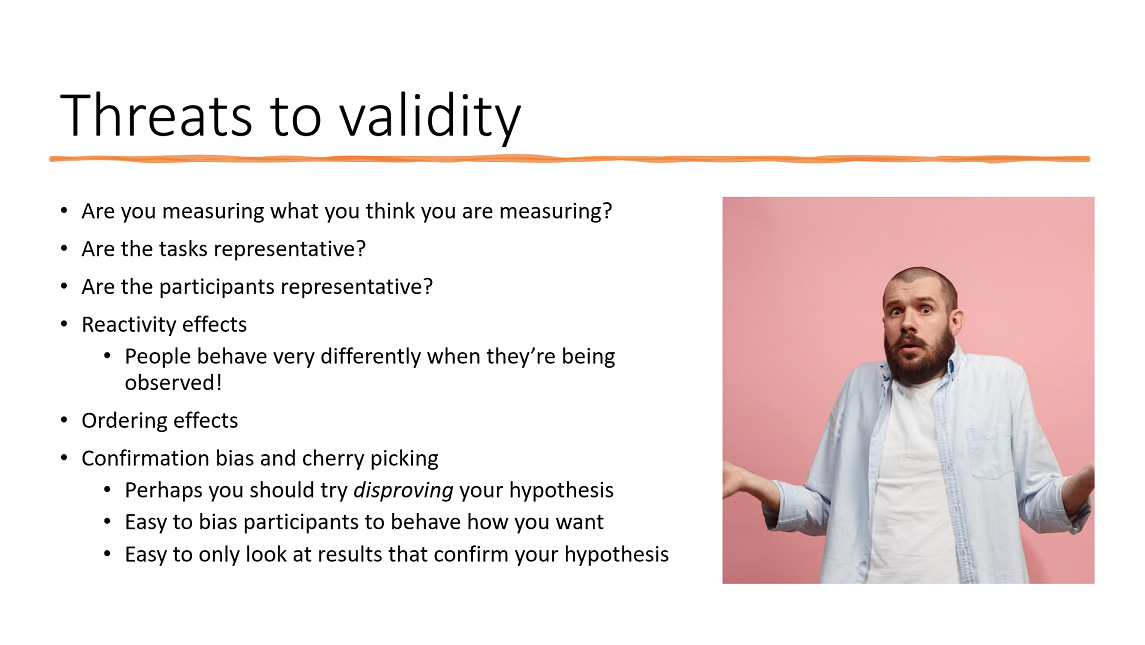 Threats to validity
• Are you measuring what you think you are measuring?
• Are the tasks representative?
• Are the participants representative?
• Reactivity effects
• People behave very differently when they’re being
observed!
• Ordering effects
• Confirmation bias and cherry picking
• Perhaps you should try disproving your hypothesis
• Easy to bias participants to behave how you want
• Easy to only look at results that confirm your hypothesis